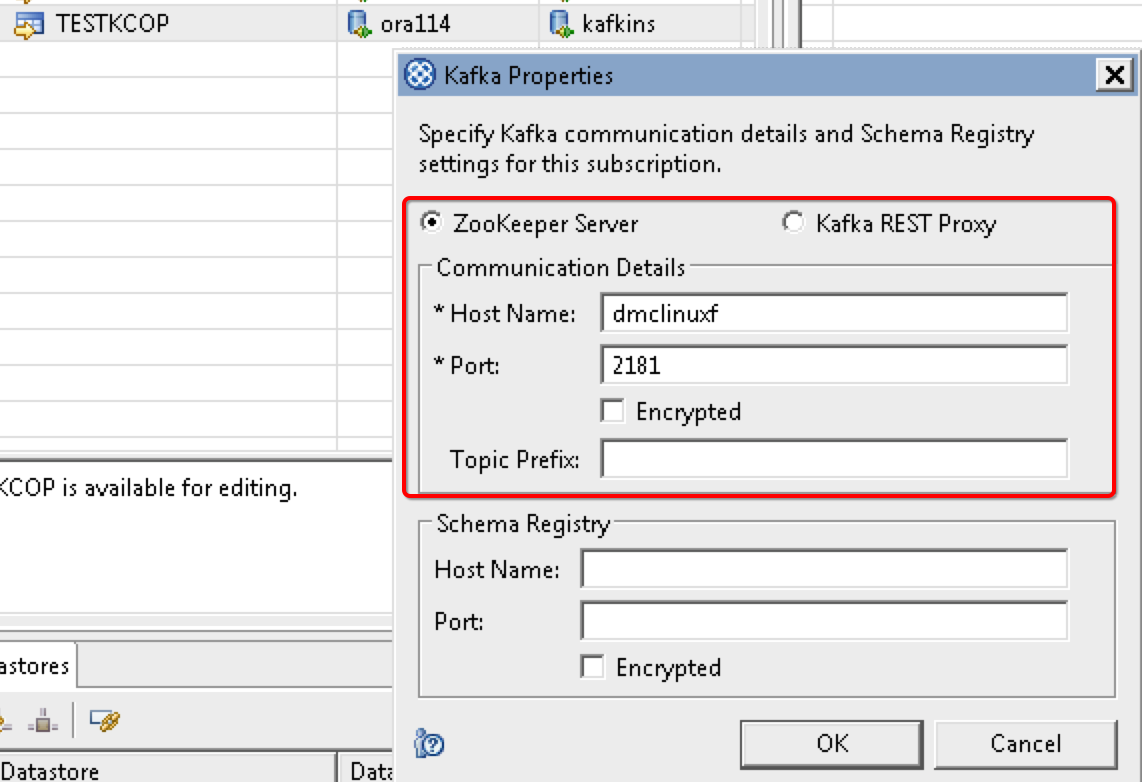 TESTKCOP ora114 kafkins
Kafka Properties
Specify Kafka communication details and Schema Registry
settings for this subscription.
ZooKeeper Server Kafka REST Proxy
Communication Details
* Host Name: dmclinuxf
* Port: 2181
Encrypted
Topic Prefix:
KCOP is available for editing.
Schema Registry
Host Name:
Port:
Encrypted
astores
OK Cancel
Datastore Data